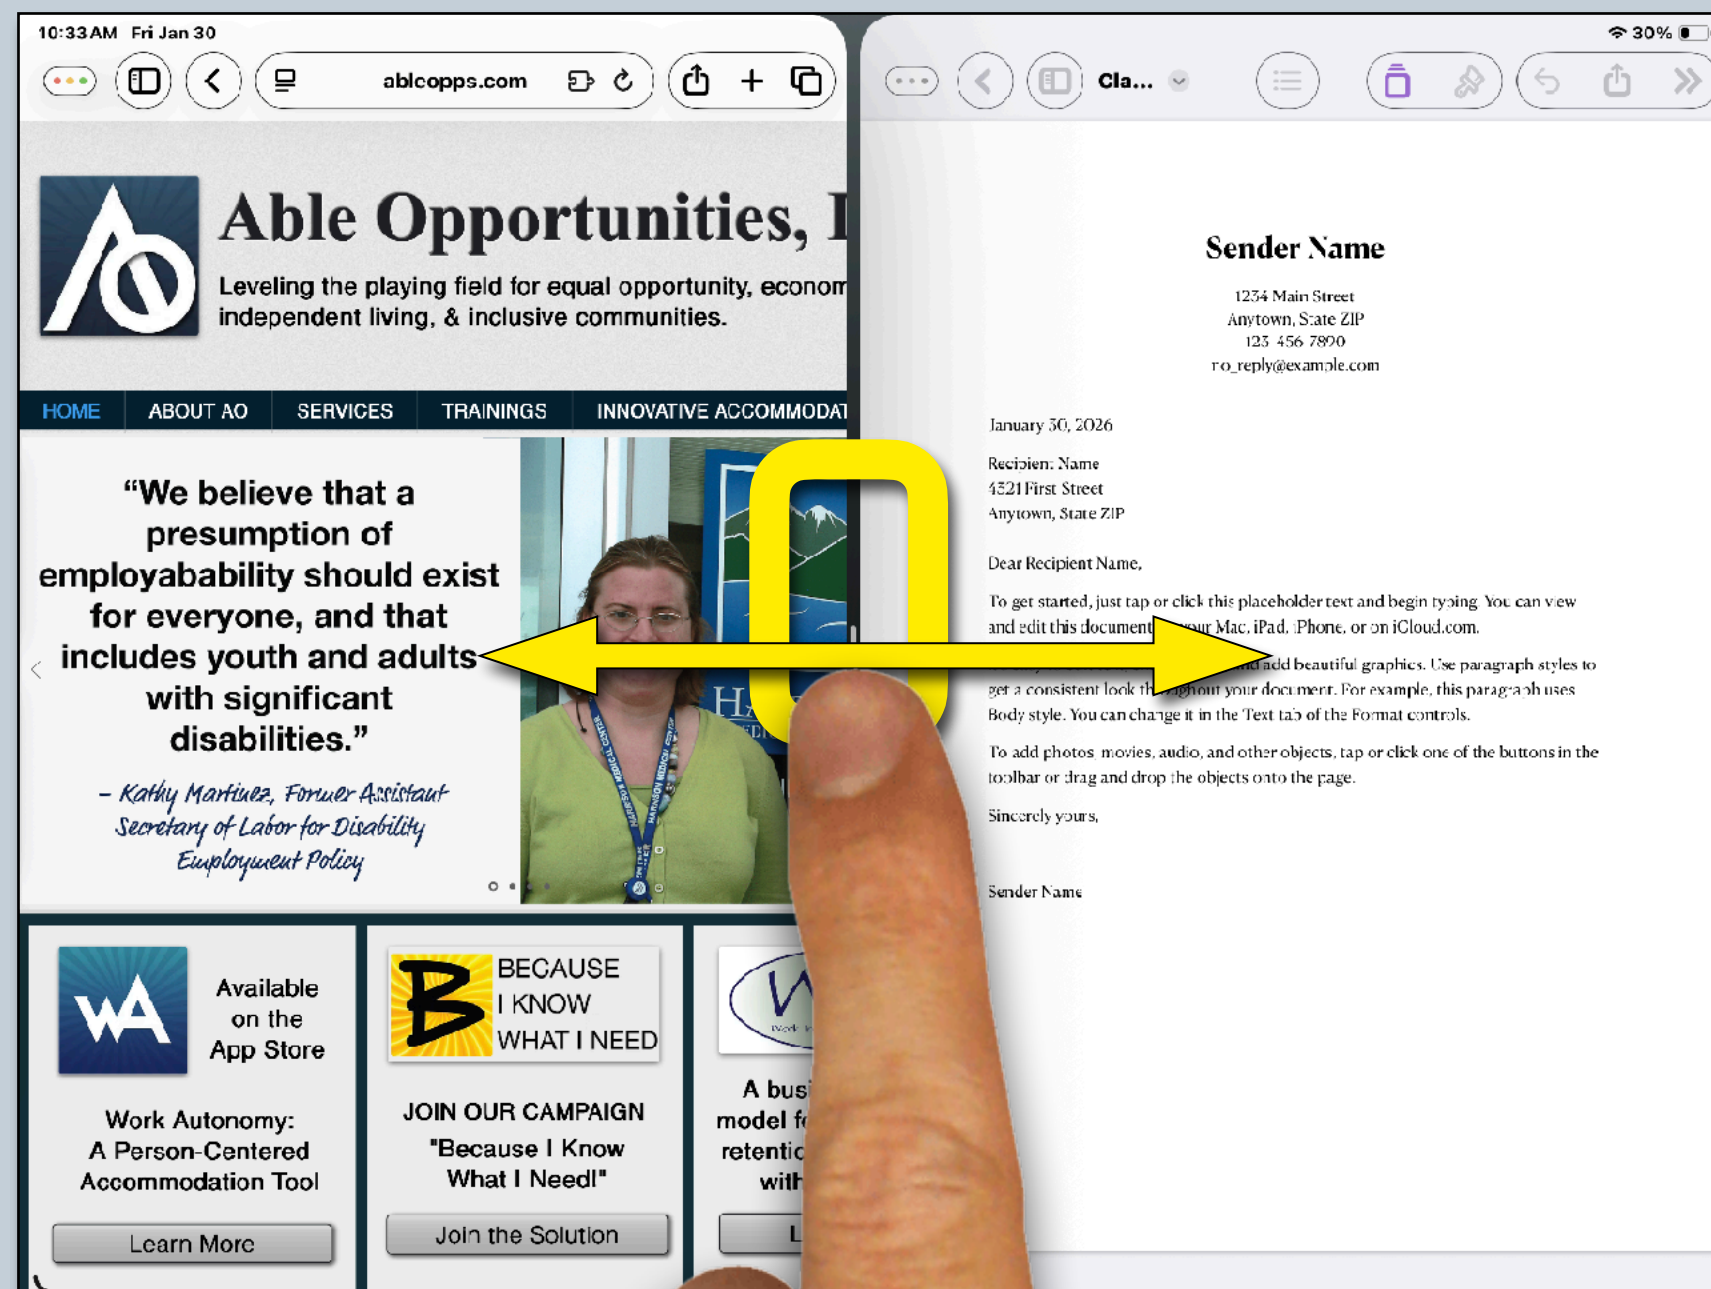 10:33 AM Fri Jan 30
30%
ableopps.com
Cla...
Able Opportunities,
Leveling the playing field for equal opportunity,
independent living, & inclusive communities.
HOME ABOUT AO SERVICES TRAININGS INNOVATIVE
“We believe that a
presumption of
employabability should exist
for everyone, and that
includes youth and adults
with significant
disabilities.”
– Kathy Martinez, Former Assistant
Secretary of Labor for Disability
Employment Policy
HARRISON MEDICAL CENTER
wA
Available
on the
App Store
Work Autonomy:
A Person-Centered
Accommodation Tool
Learn More
B
BECAUSE
I KNOW
WHAT I NEED
JOIN OUR CAMPAIGN
"Because I Know
What I Need!"
Join the Solution
W
Work
A
model
with
Sender Name
1234 Main Street
Anytown, State ZIP
123-456-7890
no_reply@example.com
January 30, 2026
Recipient Name
4321 First Street
Anytown, State ZIP
Dear Recipient Name,
To get started, just tap or click this placeholder text and begin typing. You can view
and edit this document your Mac, iPad, iPhone, or on iCloud.com.
add beautiful graphics. Use paragraph styles to
get a consistent look throughout your document. For example, this paragraph uses
Body style. You can change it in the Text tab of the Format controls.
To add photos, movies, audio, and other objects, tap or click one of the buttons in the
toolbar or drag and drop the objects onto the page.
Sincerely yours,
Sender Name